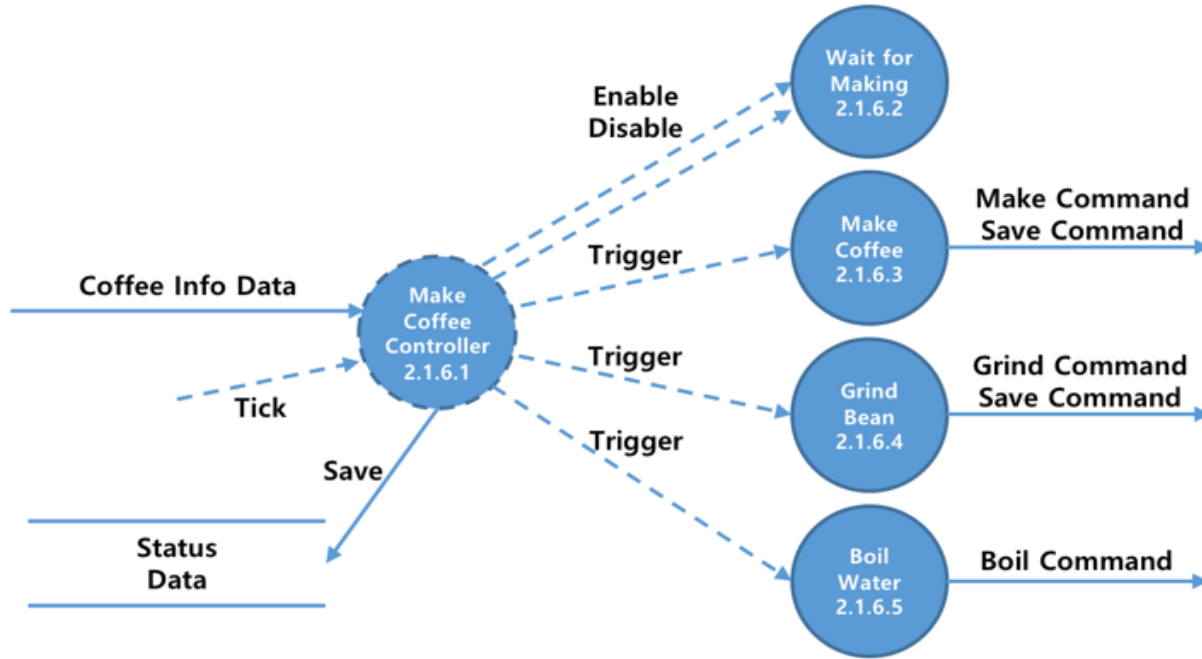 Wait for
Making
2.1.6.2
Enable
Disable
Make
Coffee
2.1.6.3
Make Command
Save Command
Trigger
Coffee Info Data
Make
Coffee
Controller
2.1.6.1
Tick
Trigger
Grind
Bean
2.1.6.4
Grind Command
Save Command
Trigger
Save
Status
Data
Boil
Water
2.1.6.5
Boil Command